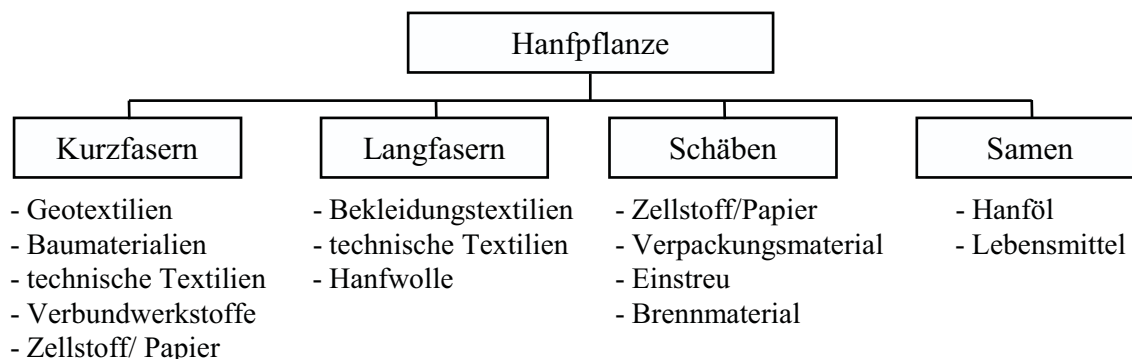 Hanfpflanze
Kurzfasern
- Geotextilien
- Baumaterialien
- technische Textilien
- Verbundwerkstoffe
- Zellstoff/ Papier
Langfasern
- Bekleidungstextilien
- technische Textilien
- Hanfwolle
Schäben
- Zellstoff/Papier
- Verpackungsmaterial
- Einstreu
- Brennmaterial
Samen
- Hanföl
- Lebensmittel